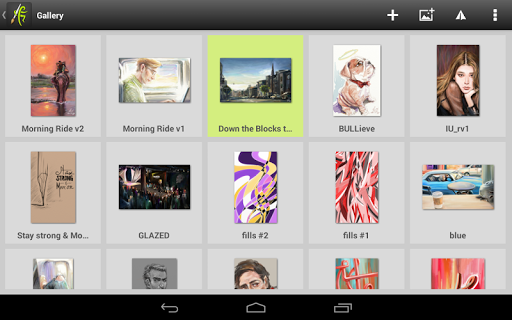 Gallery
Morning Ride v2
Morning Ride v1
Down the Blocks t...
BULLieve
IU_rv1
STRONG
Stay strong & Mo...
GLAZED
fills #2
fills #1
blue